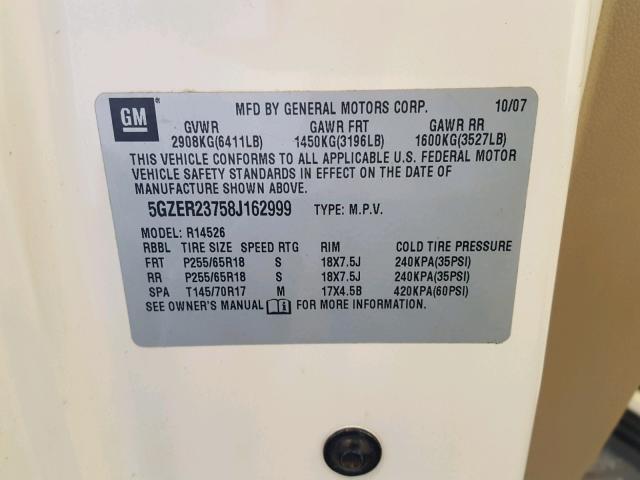 GM ® MFD BY GENERAL MOTORS CORP. 10/07
GVWR GAWR FRT GAWR RR
2908KG(6411LB) 1450KG(3196LB) 1600KG(3527LB)
THIS VEHICLE CONFORMS TO ALL APPLICABLE U.S. FEDERAL MOTOR
VEHICLE SAFETY STANDARDS IN EFFECT ON THE DATE OF
MANUFACTURE SHOWN ABOVE.
5GZER23758J162999 TYPE: M.P.V.
MODEL: R14526
RBBL TIRE SIZE SPEED RTG RIM COLD TIRE PRESSURE
FRT P255/65R18 S 18X7.5J 240KPA(35PSI)
RR P255/65R18 S 18X7.5J 240KPA(35PSI)
SPA T145/70R17 M 17X4.5B 420KPA(60PSI)
SEE OWNER'S MANUAL i FOR MORE INFORMATION.